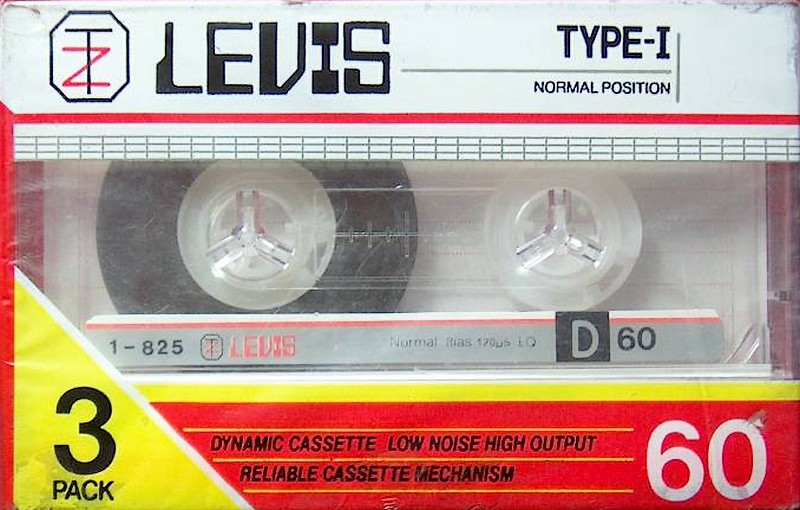 LEVIS
TYPE-I
NORMAL POSITION
1-825 LEVIS Normal Bias 120µs EQ D 60
3
PACK
DYNAMIC CASSETTE LOW NOISE HIGH OUTPUT
RELIABLE CASSETTE MECHANISM
60